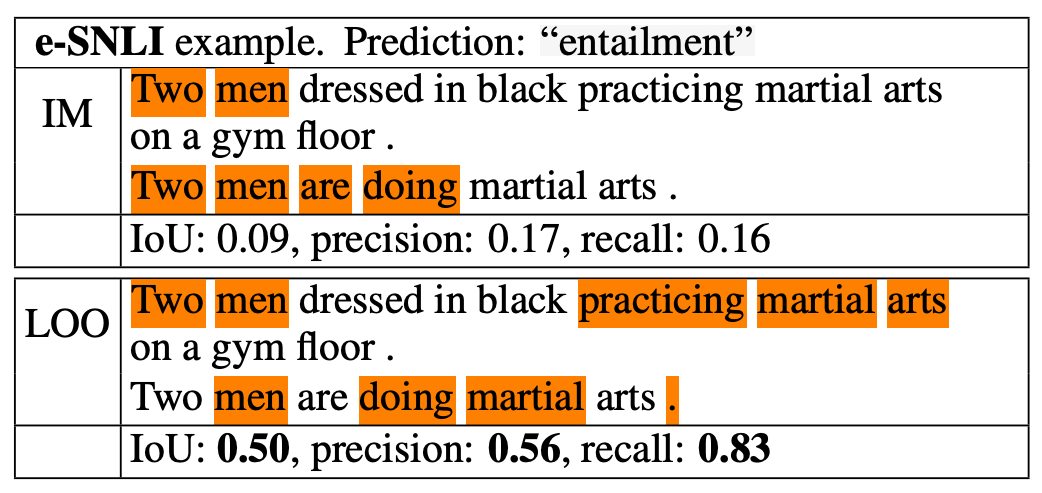 e-SNLI example. Prediction: “entailment”
IM
Two men dressed in black practicing martial arts
on a gym floor .
Two men are doing martial arts .
IoU: 0.09, precision: 0.17, recall: 0.16
LOO
Two men dressed in black practicing martial arts
on a gym floor .
Two men are doing martial arts .
IoU: 0.50, precision: 0.56, recall: 0.83